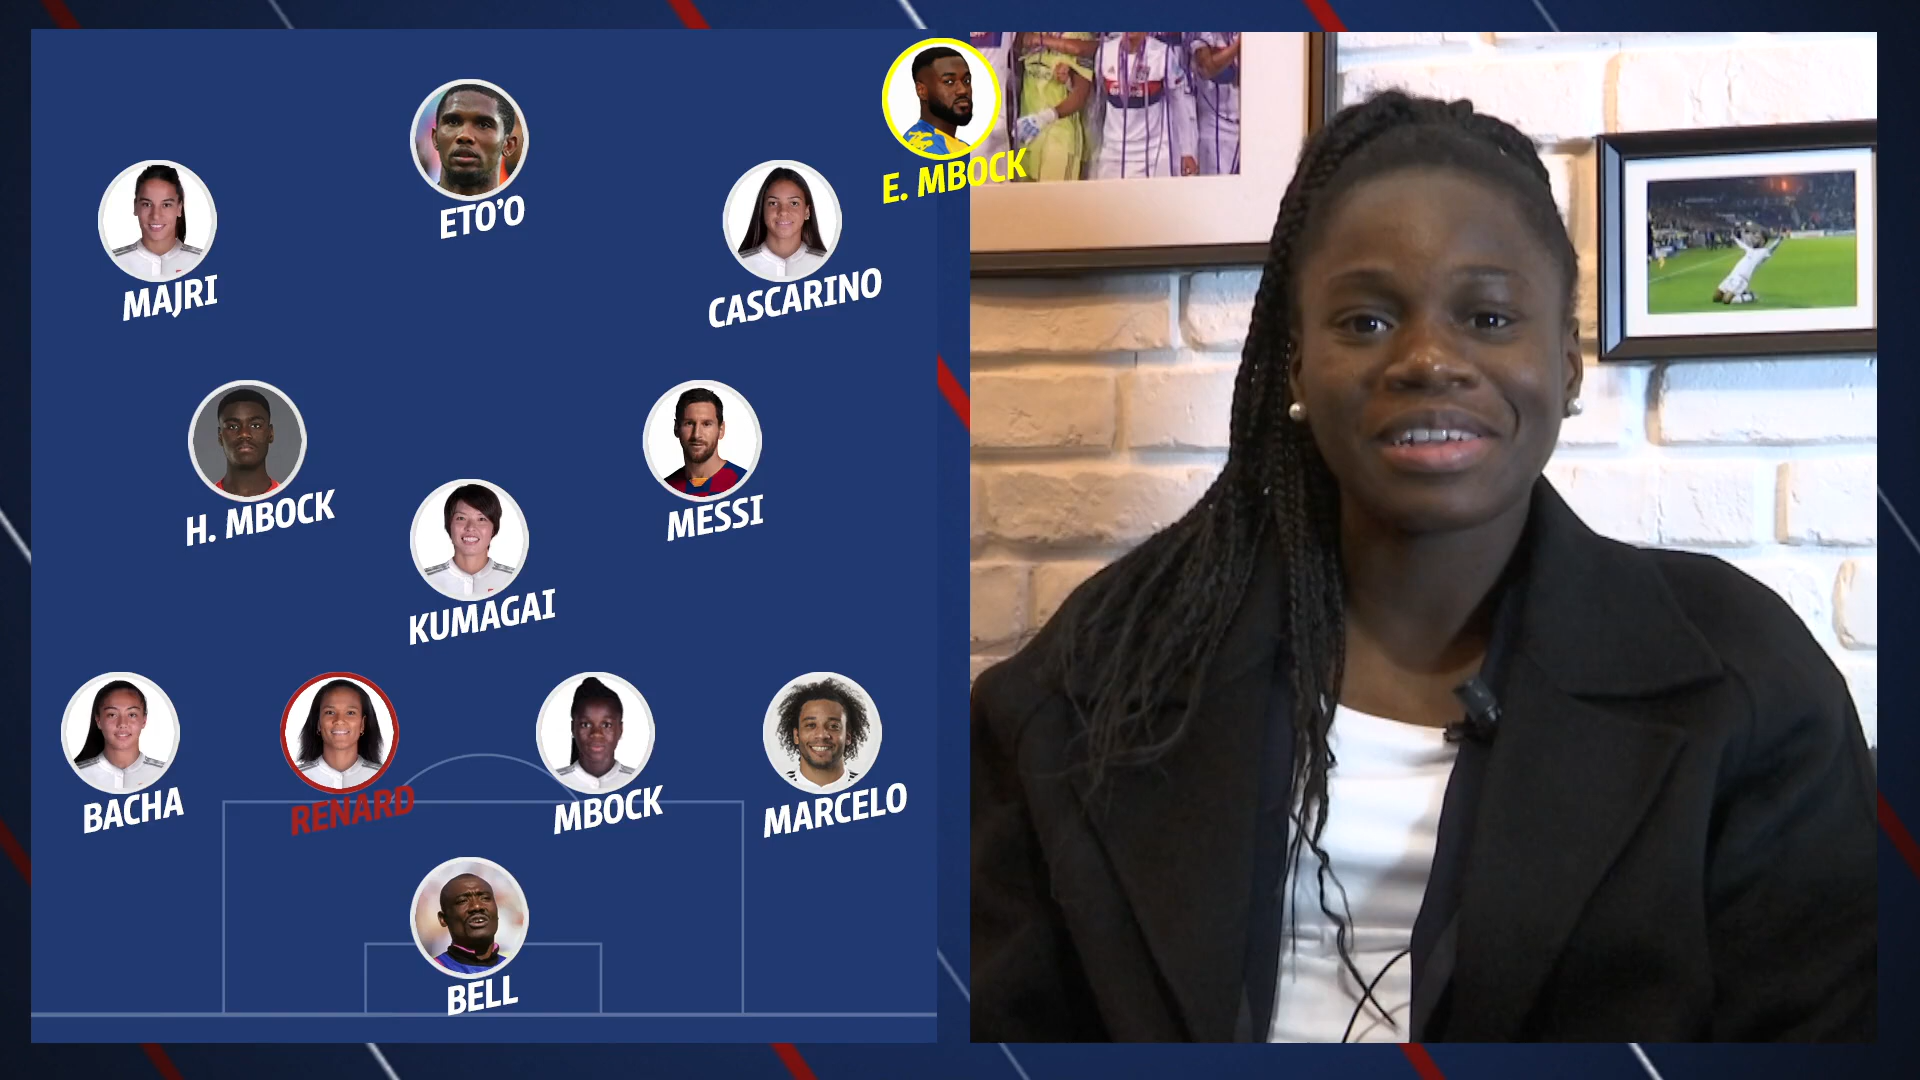 E. MBOCK
ETO'O
MAJRI
CASCARINO
H. MBOCK
MESSI
KUMAGAI
BACHA
RENARD
MBOCK
MARCELO
BELL